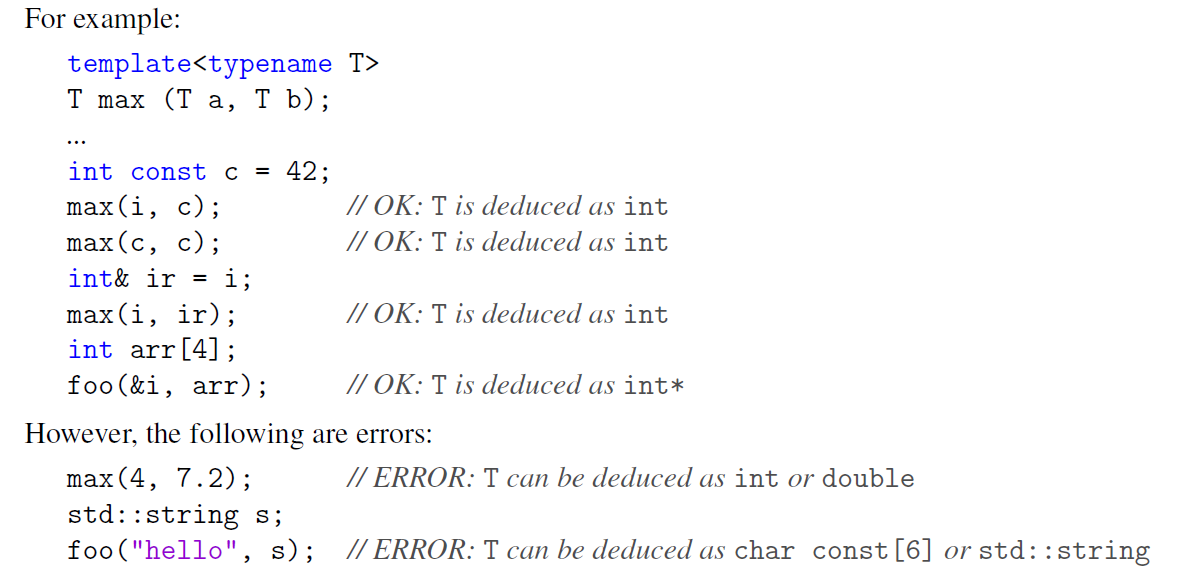 For example:
template<typename T>
T max (T a, T b);
...
int const c = 42;
max(i, c); // OK: T is deduced as int
max(c, c); // OK: T is deduced as int
int& ir = i;
max(i, ir); // OK: T is deduced as int
int arr[4];
foo(&i, arr); // OK: T is deduced as int*
However, the following are errors:
max(4, 7.2); // ERROR: T can be deduced as int or double
std::string s;
foo("hello", s); // ERROR: T can be deduced as char const[6] or std::string